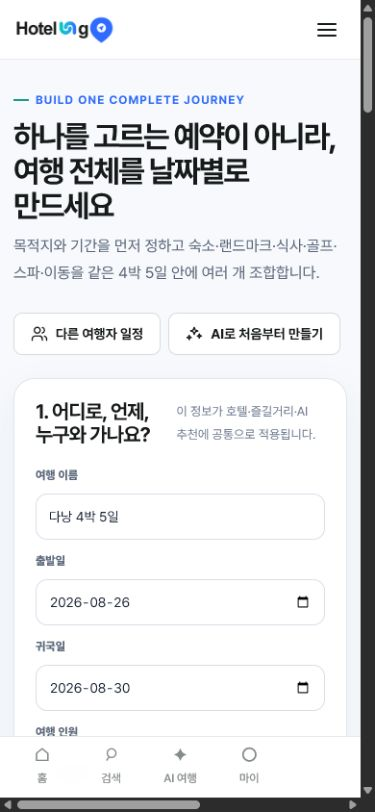 Hotel g
BUILD ONE COMPLETE JOURNEY
하나를 고르는 예약이 아니라,
여행 전체를 날짜별로
만드세요
목적지와 기간을 먼저 정하고 숙소·랜드마크·식사·골프·
스파·이동을 같은 4박 5일 안에 여러 개 조합합니다.
다른 여행자 일정
AI로 처음부터 만들기
1. 어디로, 언제,
누구와 가나요?
이 정보가 호텔·즐길거리·AI
추천에 공통으로 적용됩니다.
여행 이름
다낭 4박 5일
출발일
2026-08-26
귀국일
2026-08-30
여행 인원
홈
검색
AI 여행
마이